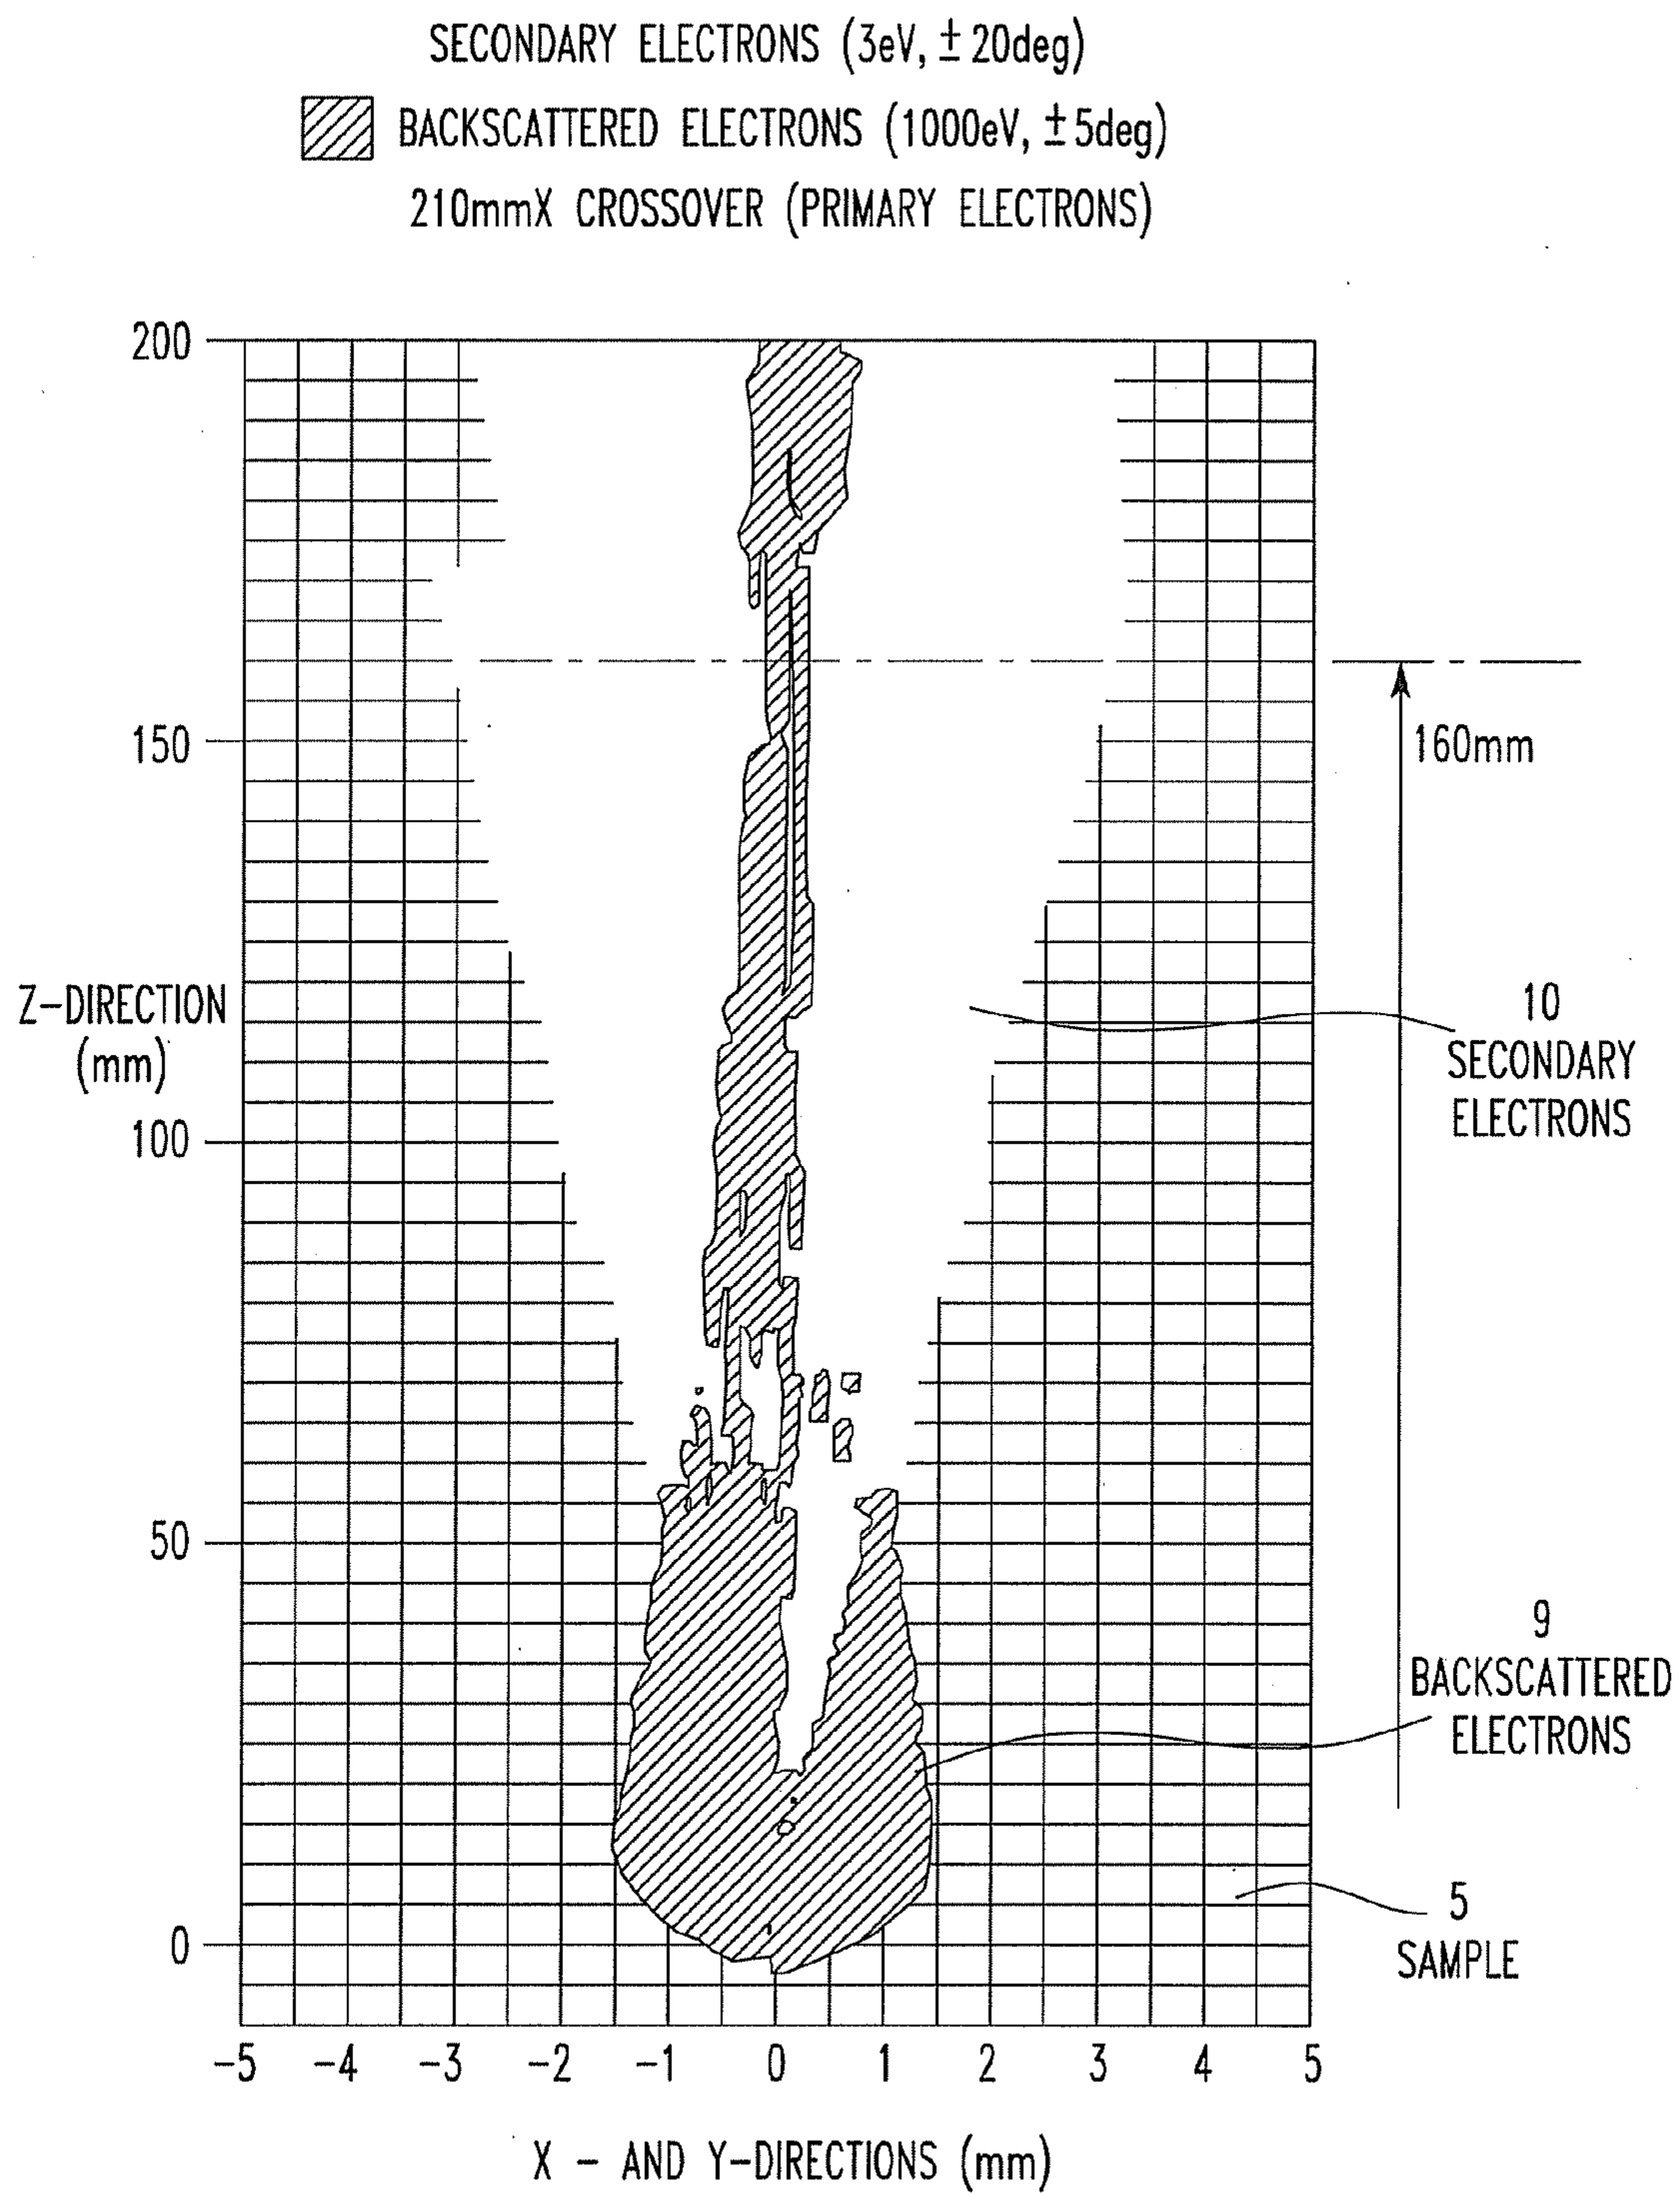 SECONDARY ELECTRONS (3eV, ±20deg)
BACKSCATTERED ELECTRONS (1000eV, ±5deg)
210mmX CROSSOVER (PRIMARY ELECTRONS)
200
150
160mm
Z-DIRECTION
(mm)
10
SECONDARY
ELECTRONS
100
50
9
BACKSCATTERED
ELECTRONS
5
SAMPLE
0
-5 -4 -3 -2 -1 0 1 2 3 4 5
X - AND Y-DIRECTIONS (mm)